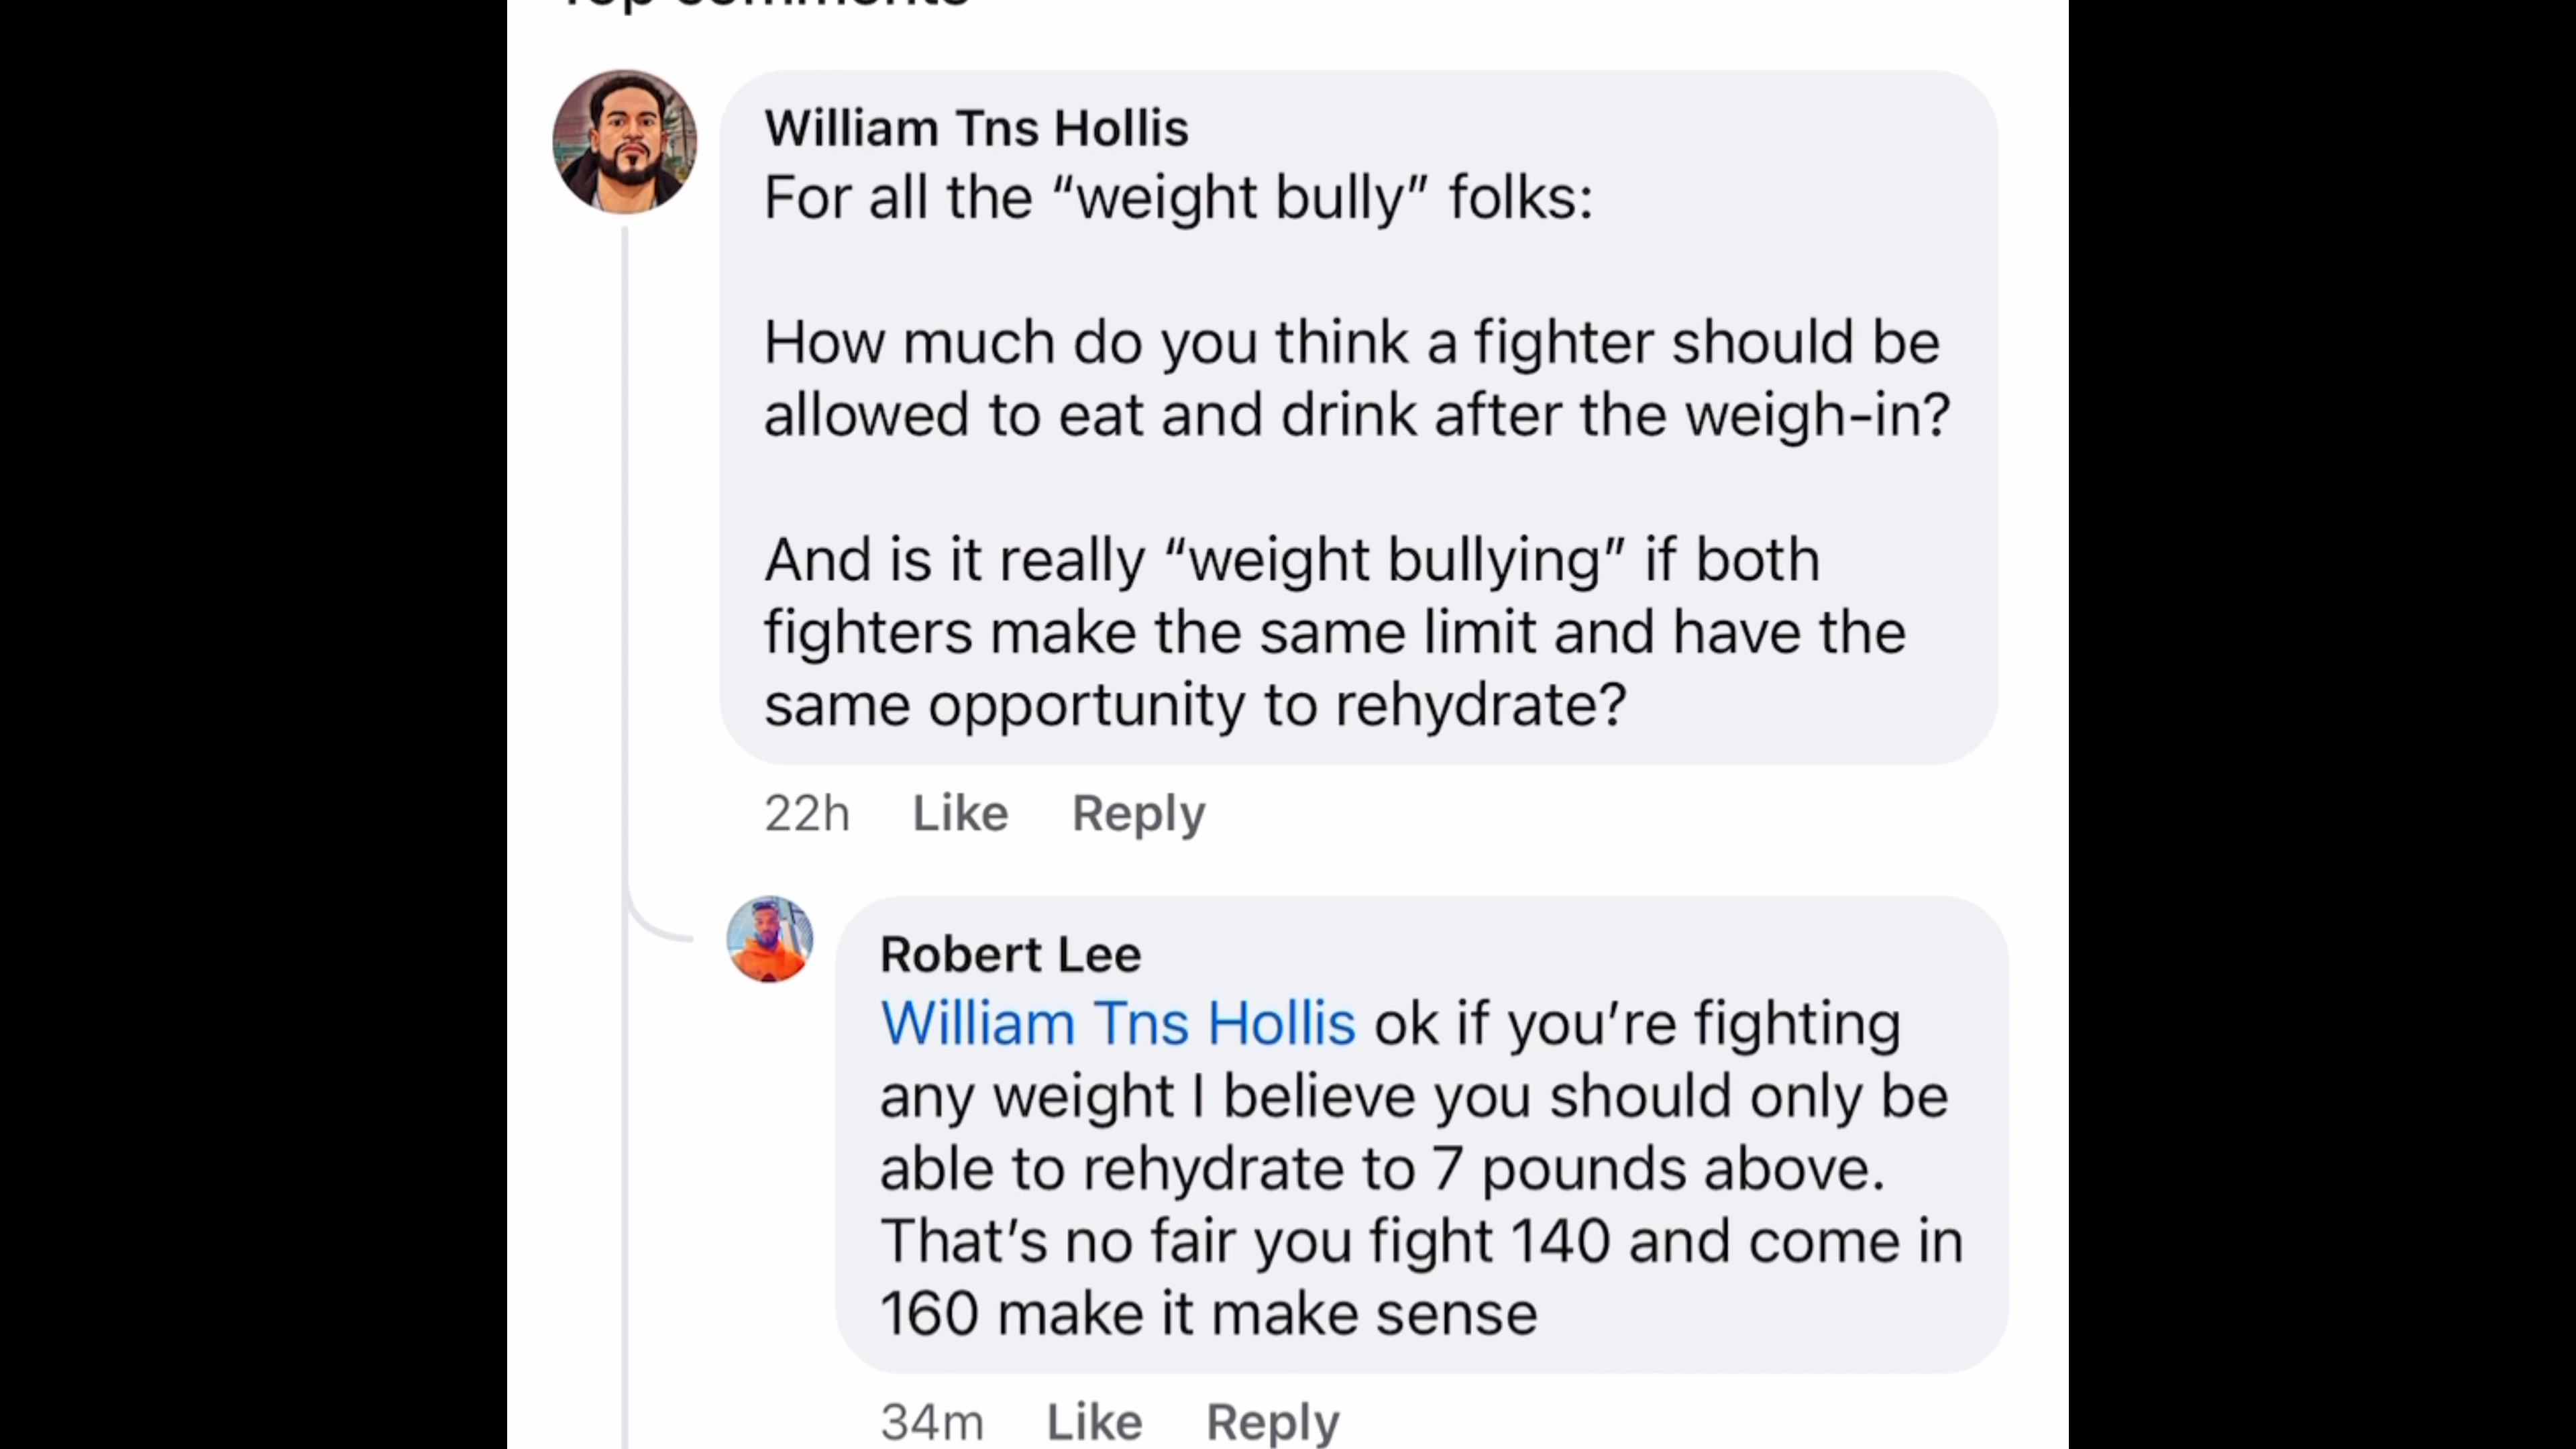 Top comments
William Tns Hollis
For all the “weight bully” folks:
How much do you think a fighter should be
allowed to eat and drink after the weigh-in?
And is it really “weight bullying” if both
fighters make the same limit and have the
same opportunity to rehydrate?
22h Like Reply
Robert Lee
William Tns Hollis ok if you’re fighting
any weight I believe you should only be
able to rehydrate to 7 pounds above.
That’s no fair you fight 140 and come in
160 make it make sense
34m Like Reply